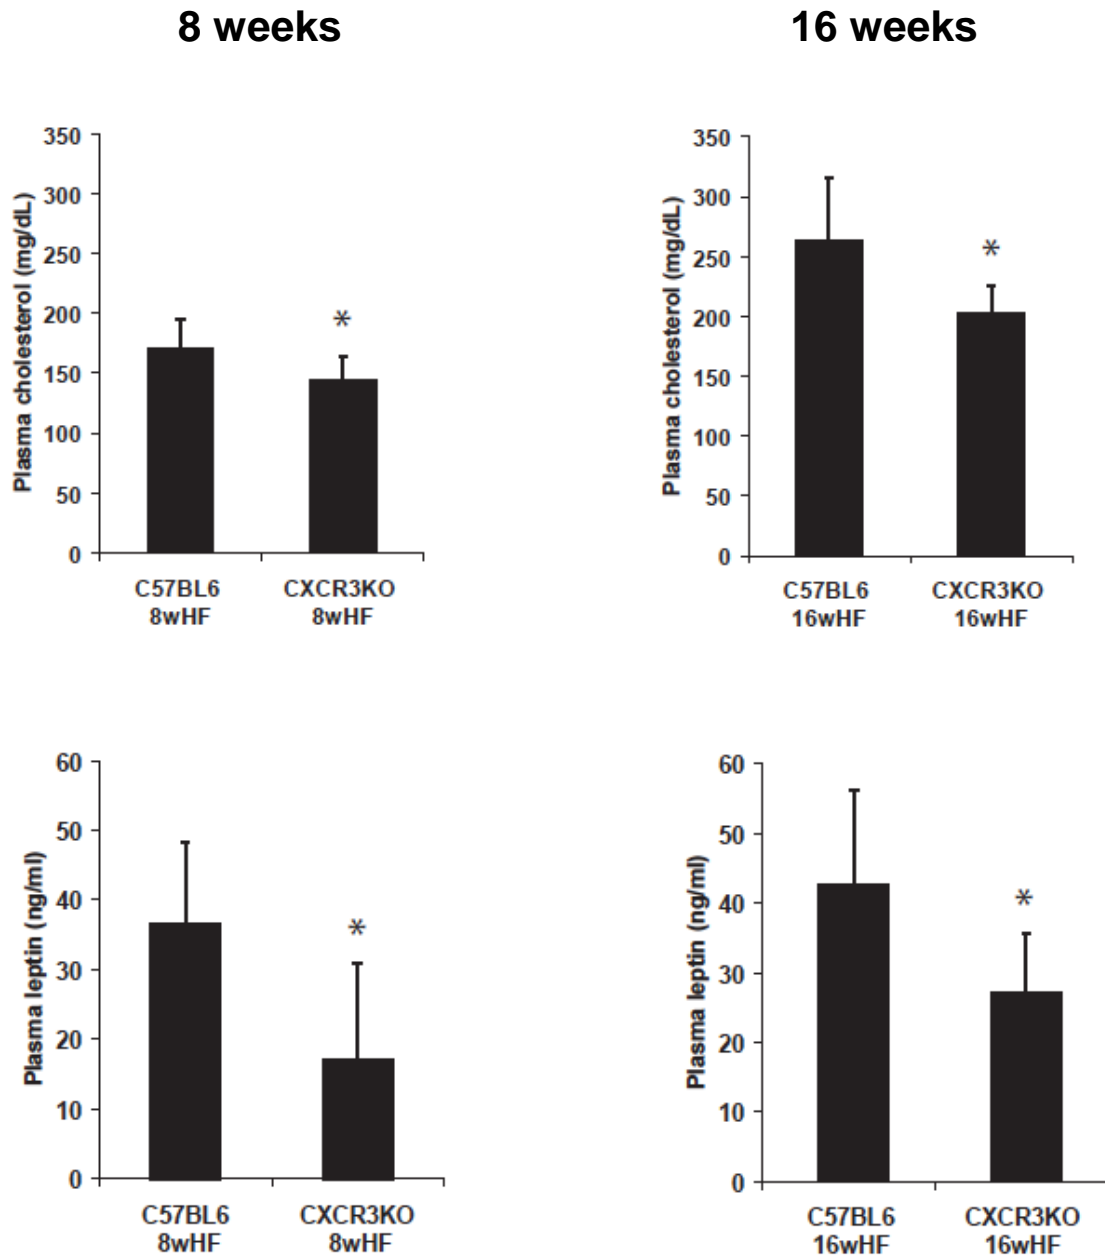 8 weeks
16 weeks
Plasma cholesterol (mg/dL)
350
300
250
200
150
100
50
0
*
C57BL6
8wHF
CXCR3KO
8wHF
Plasma cholesterol (mg/dL)
350
300
250
200
150
100
50
0
*
C57BL6
16wHF
CXCR3KO
16wHF
Plasma leptin (ng/ml)
60
50
40
30
20
10
0
*
C57BL6
8wHF
CXCR3KO
8wHF
Plasma leptin (ng/ml)
60
50
40
30
20
10
0
*
C57BL6
16wHF
CXCR3KO
16wHF